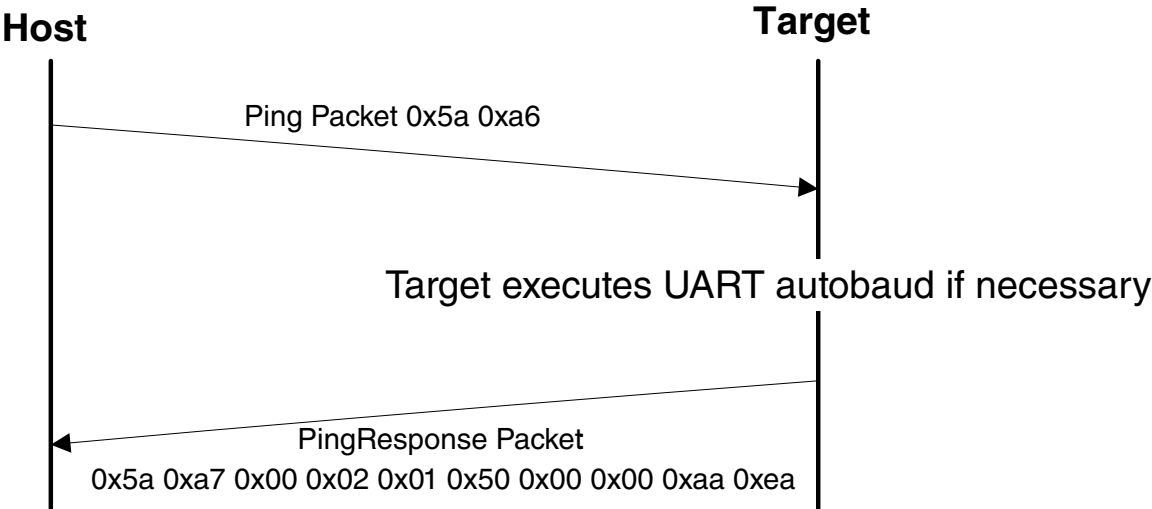 Host
Target
Ping Packet 0x5a 0xa6
Target executes UART autobaud if necessary
PingResponse Packet
0x5a 0xa7 0x00 0x02 0x01 0x50 0x00 0x00 0xaa 0xea